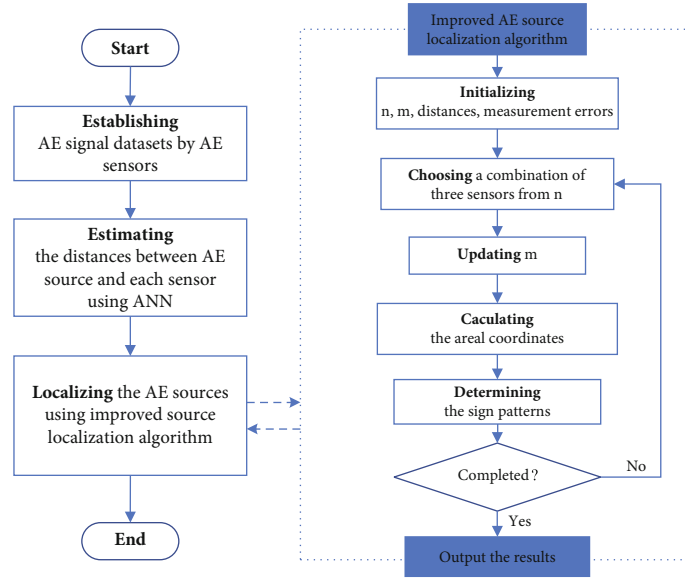 Start
Establishing
AE signal datasets by AE
sensors
Estimating
the distances between AE
source and each sensor
using ANN
Localizing the AE sources
using improved source
localization algorithm
End
Improved AE source
localization algorithm
Initializing
n, m, distances, measurement errors
Choosing a combination of
three sensors from n
Updating m
Caculating
the areal coordinates
Determining
the sign patterns
Completed?
No
Yes
Output the results